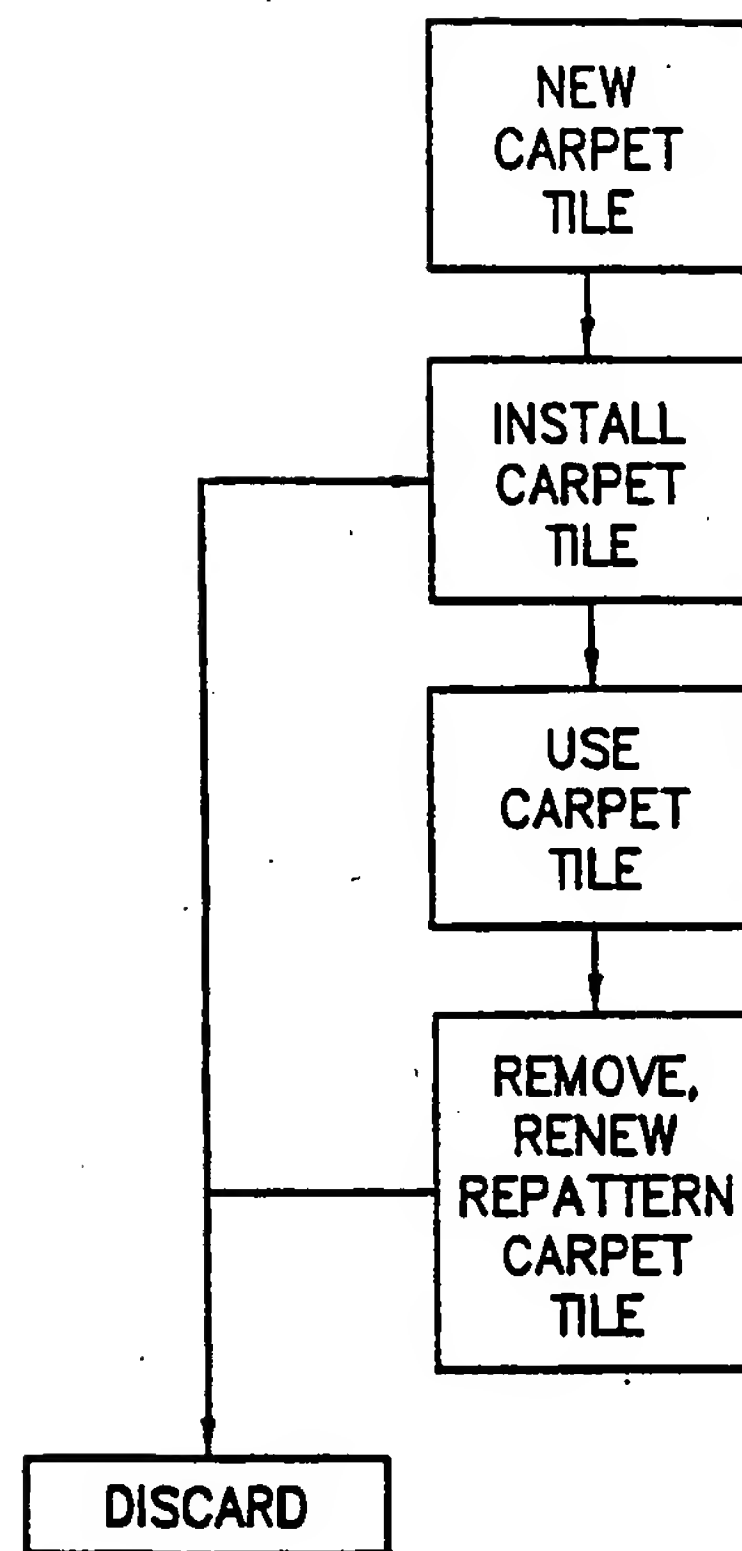 NEW
CARPET
TILE
INSTALL
CARPET
TILE
USE
CARPET
TILE
REMOVE,
RENEW
REPATTERN
CARPET
TILE
DISCARD